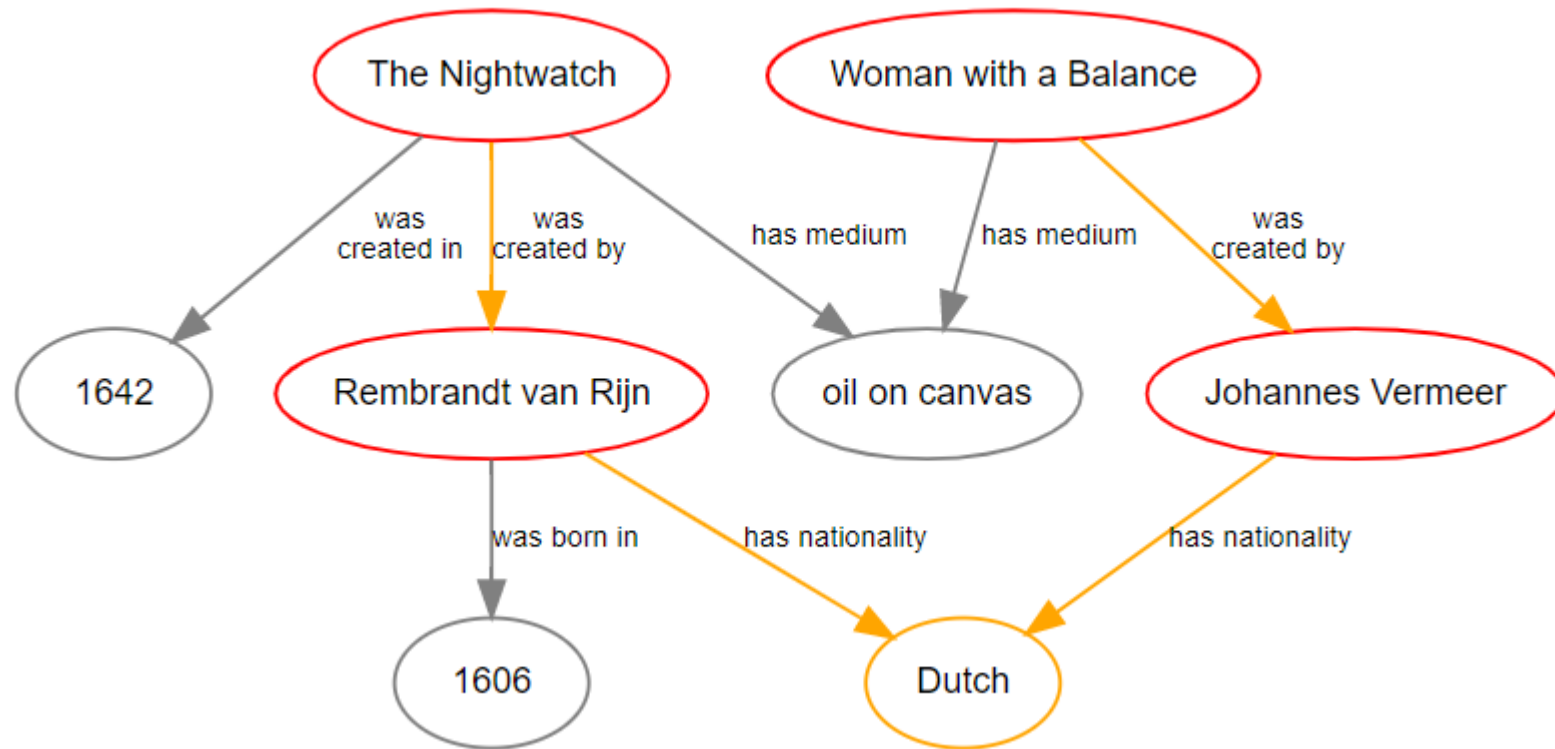 The Nightwatch
Woman with a Balance
was
created in
was
created by
has medium
has medium
was
created by
1642
Rembrandt van Rijn
oil on canvas
Johannes Vermeer
was born in
has nationality
has nationality
1606
Dutch